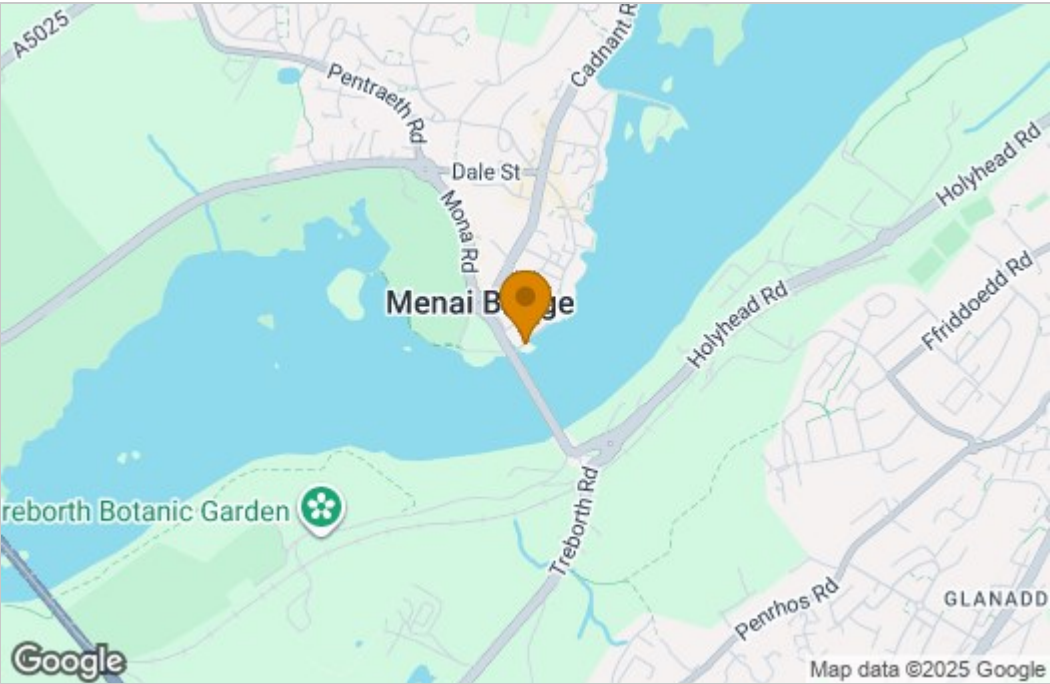 A5025
Pentraeth Rd
Cadnant R
Dale St
Mona Rd
Holyhead Rd
Menai B ge
Holyhead Rd
Ffriddoedd Rd
reborth Botanic Garden
Treborth Rd
Penrhos Rd
GLANADD
Google
Map data ©2025 Google